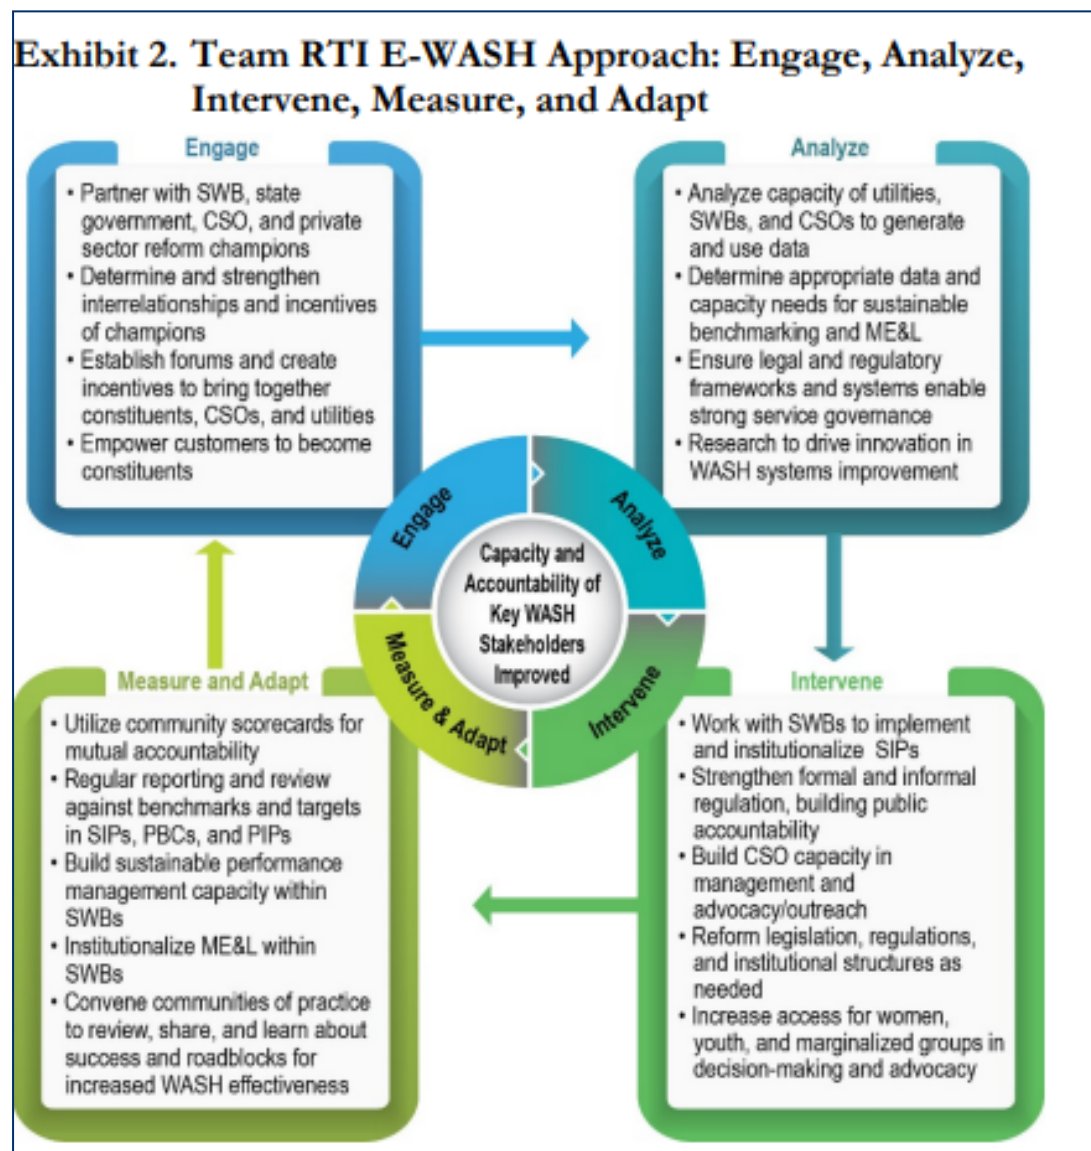 Exhibit 2. Team RTI E-WASH Approach: Engage, Analyze,
Intervene, Measure, and Adapt
Engage
• Partner with SWB, state
government, CSO, and private
sector reform champions
• Determine and strengthen
interrelationships and incentives
of champions
• Establish forums and create
incentives to bring together
constituents, CSOs, and utilities
• Empower customers to become
constituents
Analyze
• Analyze capacity of utilities,
SWBs, and CSOs to generate
and use data
• Determine appropriate data and
capacity needs for sustainable
benchmarking and ME&L
• Ensure legal and regulatory
frameworks and systems enable
strong service governance
• Research to drive innovation in
WASH systems improvement
Engage
Analyze
Capacity and
Accountability of
Key WASH
Stakeholders
Improved
Measure & Adapt
Intervene
Measure and Adapt
• Utilize community scorecards for
mutual accountability
• Regular reporting and review
against benchmarks and targets
in SIPs, PBCs, and PIPs
• Build sustainable performance
management capacity within
SWBs
• Institutionalize ME&L within
SWBs
• Convene communities of practice
to review, share, and learn about
success and roadblocks for
increased WASH effectiveness
Intervene
• Work with SWBs to implement
and institutionalize SIPs
• Strengthen formal and informal
regulation, building public
accountability
• Build CSO capacity in
management and
advocacy/outreach
• Reform legislation, regulations,
and institutional structures as
needed
• Increase access for women,
youth, and marginalized groups in
decision-making and advocacy